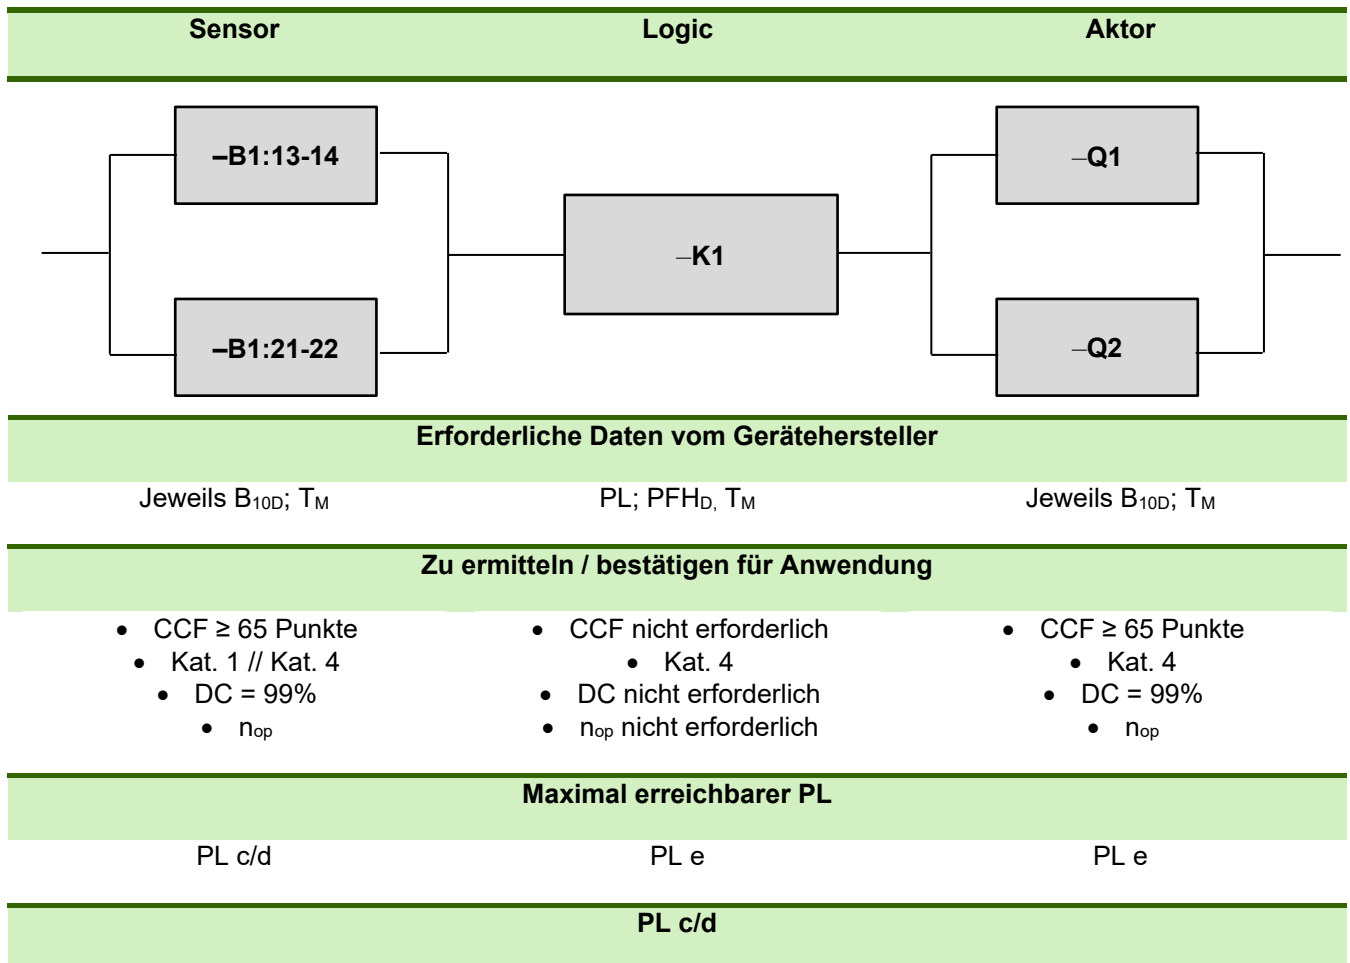 Sensor Logic Aktor
–B1:13-14 –Q1
–K1
–B1:21-22 –Q2
Erforderliche Daten vom Gerätehersteller
Jeweils B10D; TM PL; PFHD, TM Jeweils B10D; TM
Zu ermitteln / bestätigen für Anwendung
• CCF ≥ 65 Punkte • CCF nicht erforderlich • CCF ≥ 65 Punkte
• Kat. 1 // Kat. 4 • Kat. 4 • Kat. 4
• DC = 99% • DC nicht erforderlich • DC = 99%
• nop • nop nicht erforderlich • nop
Maximal erreichbarer PL
PL c/d PL e PL e
PL c/d